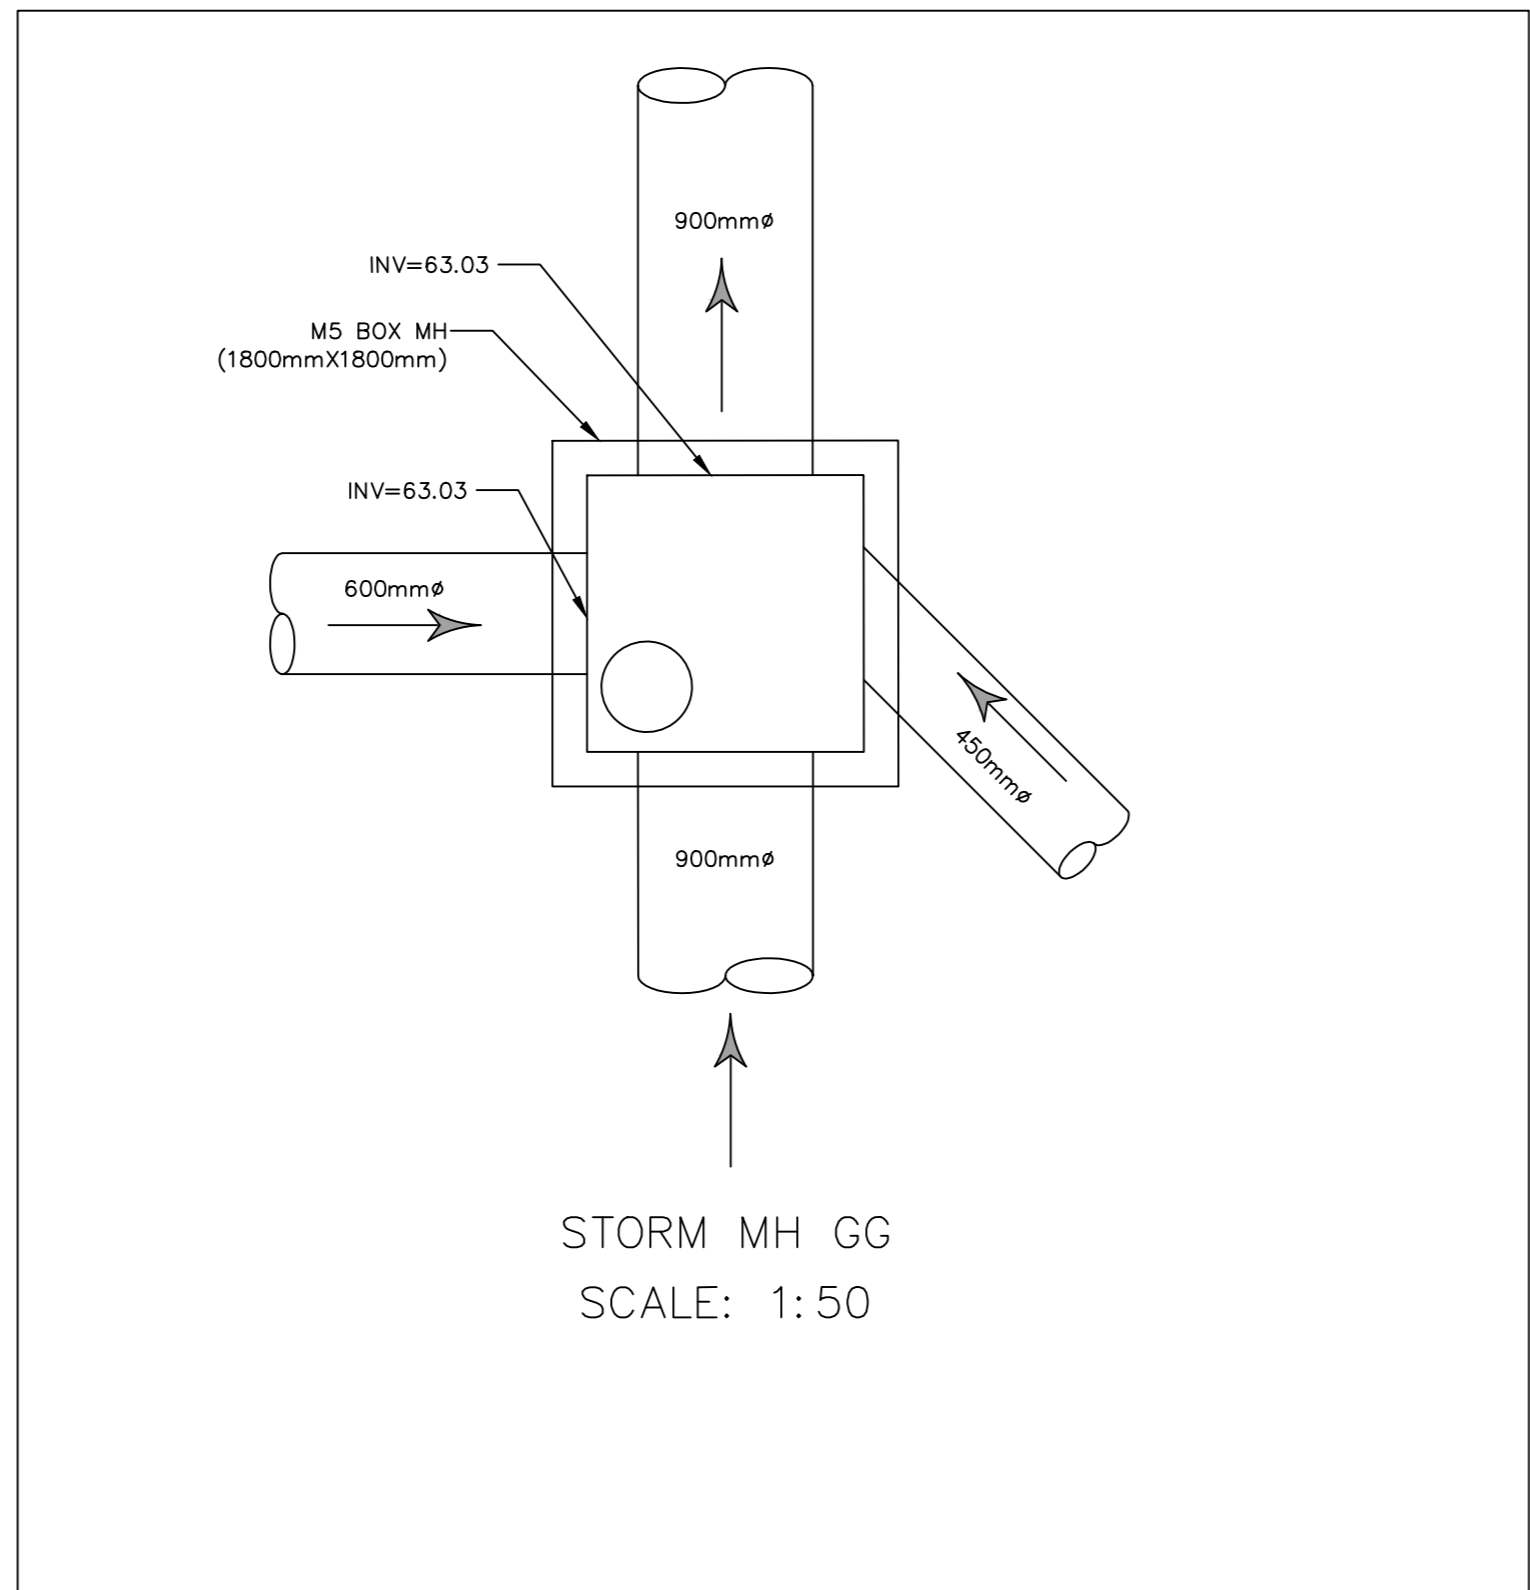 900mmø
INV=63.03
M5 BOX MH
(1800mmX1800mm)
INV=63.03
600mmø
450mmø
900mmø
STORM MH GG
SCALE: 1:50